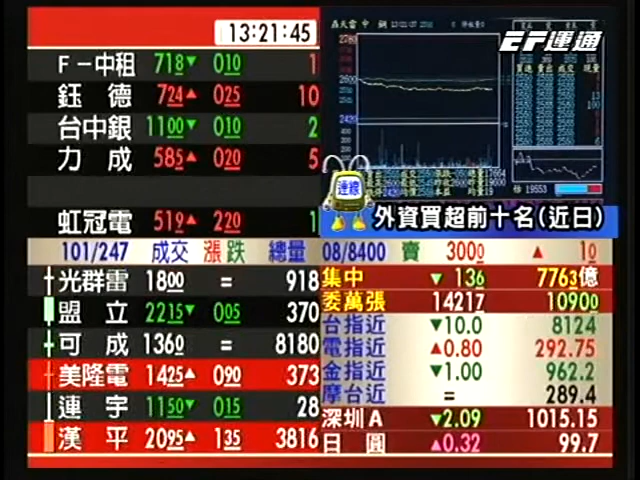 13:21:45
F－中租 718▼ 010 1
鈺 德 724▲ 025 10
台中銀 1100▼ 010 2
力 成 585▲ 020 5
虹冠電 519▲ 220 1
EF運通
連線
外資買超前十名(近日)
101/247 成交 漲跌 總量
光群雷 1800 = 918
盟 立 2215▼ 005 370
可 成 1360 = 8180
美隆電 1425▲ 090 373
連 宇 1150▼ 015 28
漢 平 2095▲ 135 3816
08/8400 賣 3000 ▲ 10
集中 ▼ 136 7763億
委萬張 14217 10900
台指近 ▼10.0 8124
電指近 ▲0.80 292.75
金指近 ▼1.00 962.2
摩台近 = 289.4
深圳A ▼2.09 1015.15
日 圓 ▲0.32 99.7